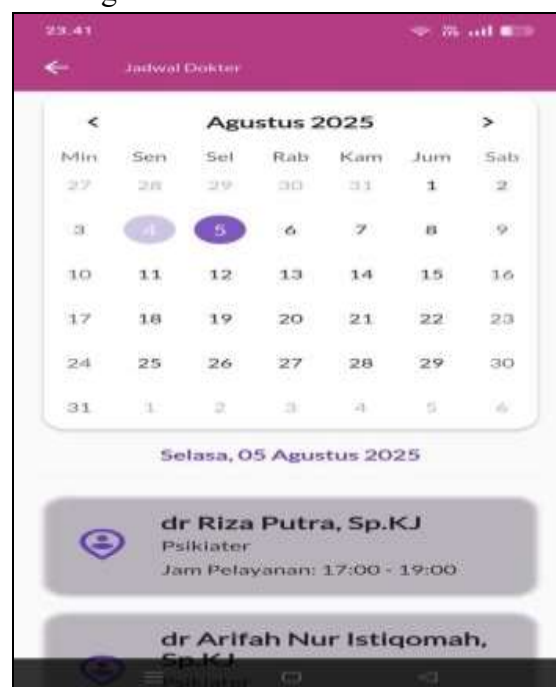 23.41
Jadwal Dokter
< Agustus 2025 >
Min Sen Sel Rab Kam Jum Sab
27 28 29 30 31 1 2
3 4 5 6 7 8 9
10 11 12 13 14 15 16
17 18 19 20 21 22 23
24 25 26 27 28 29 30
31 1 2 3 4 5 6
Selasa, 05 Agustus 2025
dr Riza Putra, Sp.KJ
Psikiater
Jam Pelayanan: 17:00 - 19:00
dr Arifah Nur Istiqomah,
Sp.KJ
Psikiater